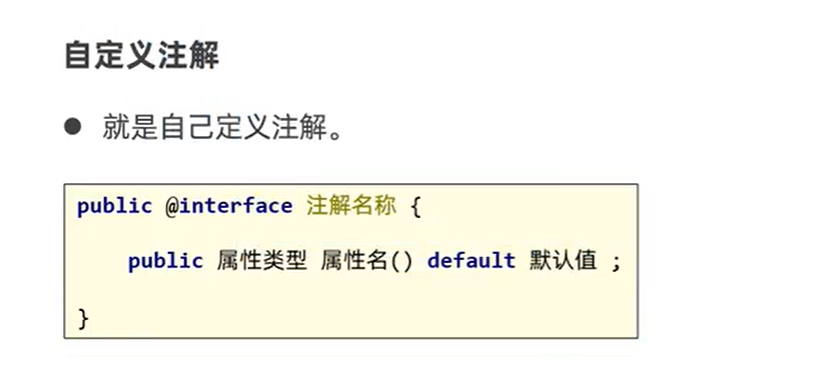 自定义注解
● 就是自己定义注解。
public @interface 注解名称 {
public 属性类型 属性名() default 默认值 ;
}